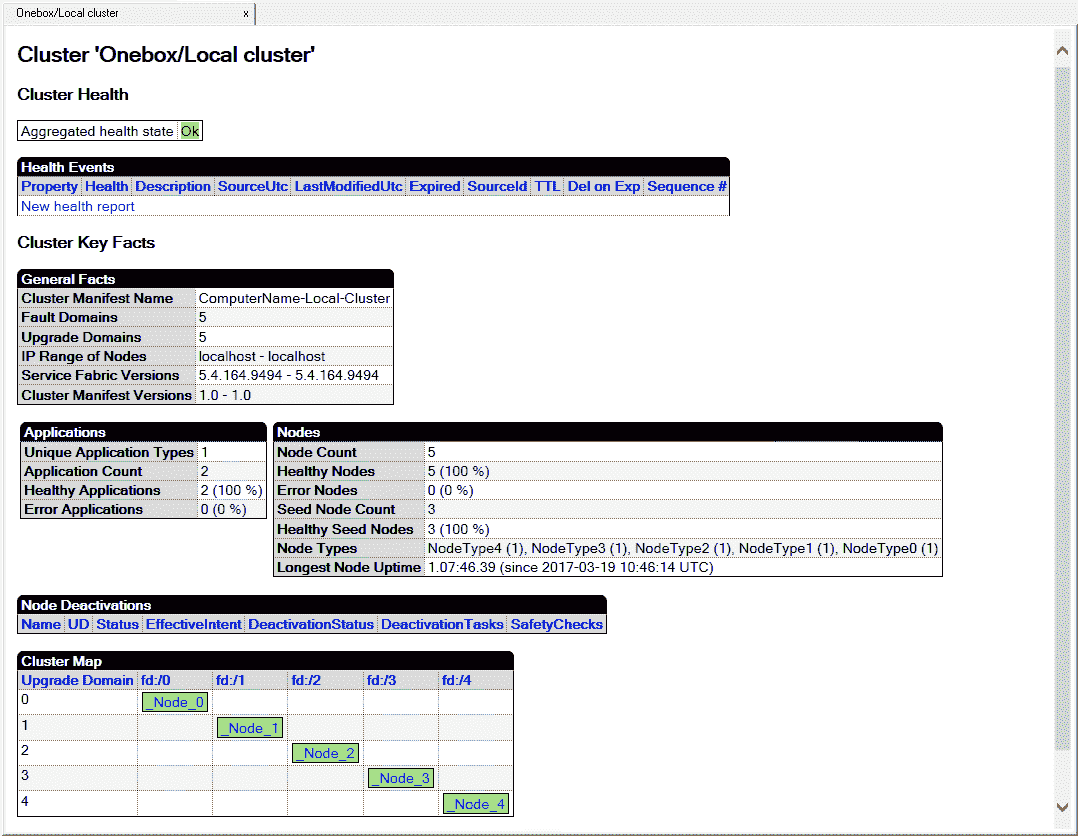 Onebox/Local cluster x
Cluster 'Onebox/Local cluster'
Cluster Health
Aggregated health state Ok
Health Events
Property Health Description SourceUtc LastModifiedUtc Expired SourceId TTL Del on Exp Sequence #
New health report
Cluster Key Facts
General Facts
Cluster Manifest Name ComputerName-Local-Cluster
Fault Domains 5
Upgrade Domains 5
IP Range of Nodes localhost - localhost
Service Fabric Versions 5.4.164.9494 - 5.4.164.9494
Cluster Manifest Versions 1.0 - 1.0
Applications
Unique Application Types 1
Application Count 2
Healthy Applications 2 (100 %)
Error Applications 0 (0 %)
Nodes
Node Count 5
Healthy Nodes 5 (100 %)
Error Nodes 0 (0 %)
Seed Node Count 3
Healthy Seed Nodes 3 (100 %)
Node Types NodeType4 (1), NodeType3 (1), NodeType2 (1), NodeType1 (1), NodeType0 (1)
Longest Node Uptime 1.07:46.39 (since 2017-03-19 10:46:14 UTC)
Node Deactivations
Name UD Status EffectiveIntent DeactivationStatus DeactivationTasks SafetyChecks
Cluster Map
Upgrade Domain fd:/0 fd:/1 fd:/2 fd:/3 fd:/4
0 _Node_0
1 _Node_1
2 _Node_2
3 _Node_3
4 _Node_4